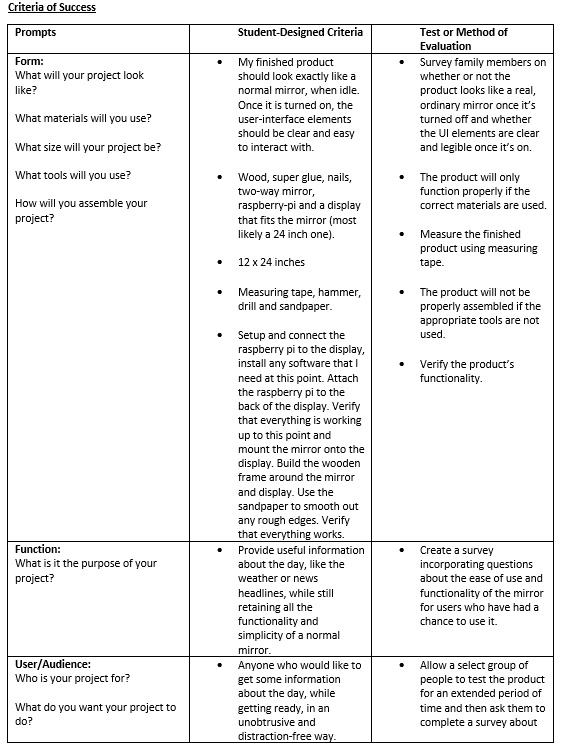 Criteria of Success
Prompts
Student-Designed Criteria
Test or Method of
Evaluation
Form:
What will your project look
like?
What materials will you use?
What size will your project be?
What tools will you use?
How will you assemble your
project?
• My finished product
should look exactly like a
normal mirror, when idle.
Once it is turned on, the
user-interface elements
should be clear and easy
to interact with.
• Wood, super glue, nails,
two-way mirror,
raspberry-pi and a display
that fits the mirror (most
likely a 24 inch one).
• 12 x 24 inches
• Measuring tape, hammer,
drill and sandpaper.
• Setup and connect the
raspberry pi to the display,
install any software that I
need at this point. Attach
the raspberry pi to the
back of the display. Verify
that everything is working
up to this point and
mount the mirror onto the
display. Build the wooden
frame around the mirror
and display. Use the
sandpaper to smooth out
any rough edges. Verify
that everything works.
• Survey family members on
whether or not the
product looks like a real,
ordinary mirror once it's
turned off and whether
the UI elements are clear
and legible once it's on.
• The product will only
function properly if the
correct materials are used.
• Measure the finished
product using measuring
tape.
• The product will not be
properly assembled if the
appropriate tools are not
used.
• Verify the product's
functionality.
Function:
What is it the purpose of your
project?
• Provide useful information
about the day, like the
weather or news
headlines, while still
retaining all the
functionality and
simplicity of a normal
mirror.
• Create a survey
incorporating questions
about the ease of use and
functionality of the mirror
for users who have had a
chance to use it.
User/Audience:
Who is your project for?
What do you want your project to
do?
• Anyone who would like to
get some information
about the day, while
getting ready, in an
unobtrusive and
distraction-free way.
• Allow a select group of
people to test the product
for an extended period of
time and then ask them to
complete a survey about